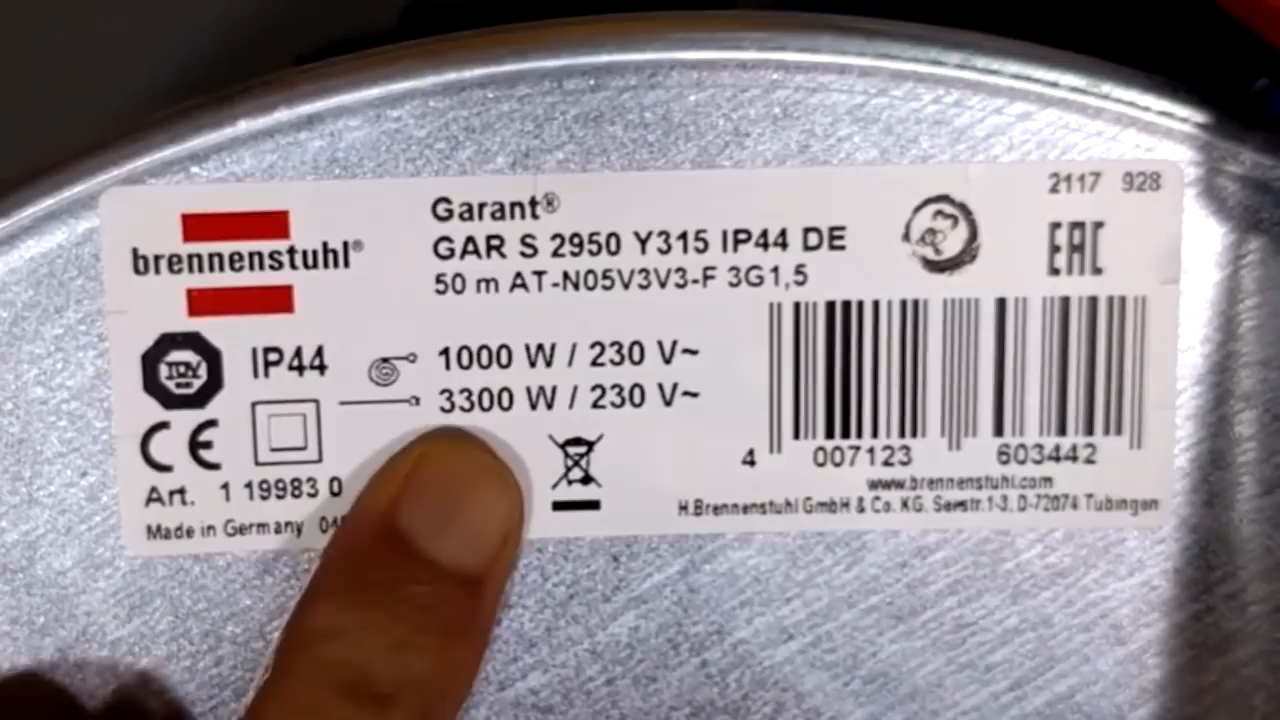 2117 928
Garant®
GAR S 2950 Y315 IP44 DE
50 m AT-N05V3V3-F 3G1,5
brennenstuhl®
EAC
TÜV
IP44
1000 W / 230 V~
3300 W / 230 V~
CE
Art. 1 19983 0
Made in Germany
4 007123 603442
www.brennenstuhl.com
H.Brennenstuhl GmbH & Co. KG, Seestr.1-3, D-72074 Tübingen